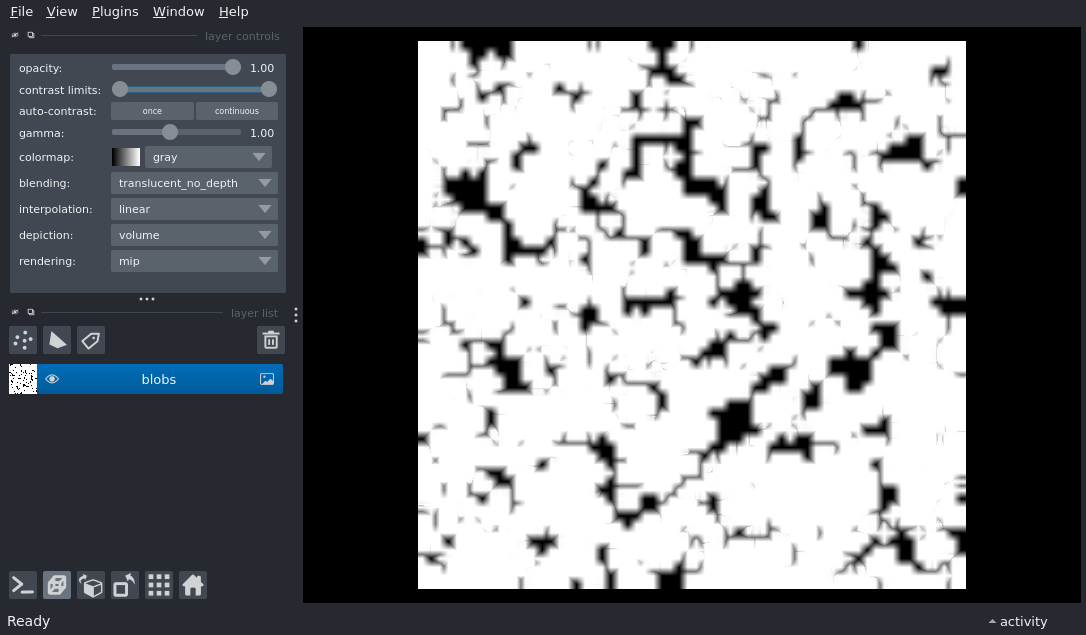 File View Plugins Window Help
layer controls
opacity: 1.00
contrast limits:
auto-contrast: once continuous
gamma: 1.00
colormap: gray
blending: translucent_no_depth
interpolation: linear
depiction: volume
rendering: mip
layer list
blobs
Ready activity